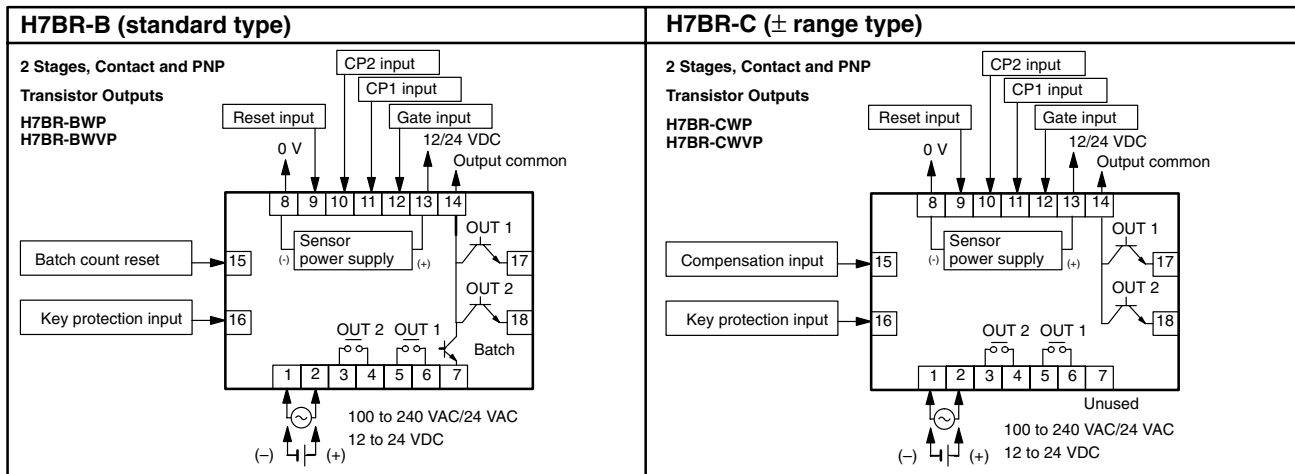 H7BR-B (standard type)
2 Stages, Contact and PNP
Transistor Outputs
H7BR-BWP
H7BR-BWVP
CP2 input
CP1 input
Reset input
Gate input
12/24 VDC
0 V
Output common
8 9 10 11 12 13 14
OUT 1
Sensor
power supply
(-)
(+)
Batch count reset
15
17
OUT 2
Key protection input
16
18
OUT 2
OUT 1
Batch
1 2 3 4 5 6 7
100 to 240 VAC/24 VAC
12 to 24 VDC
(–)
(+)
H7BR-C (± range type)
2 Stages, Contact and PNP
Transistor Outputs
H7BR-CWP
H7BR-CWVP
CP2 input
CP1 input
Reset input
Gate input
12/24 VDC
0 V
Output common
8 9 10 11 12 13 14
OUT 1
Sensor
power supply
(-)
(+)
Compensation input
15
17
OUT 2
Key protection input
16
18
OUT 2
OUT 1
1 2 3 4 5 6 7
Unused
100 to 240 VAC/24 VAC
12 to 24 VDC
(–)
(+)